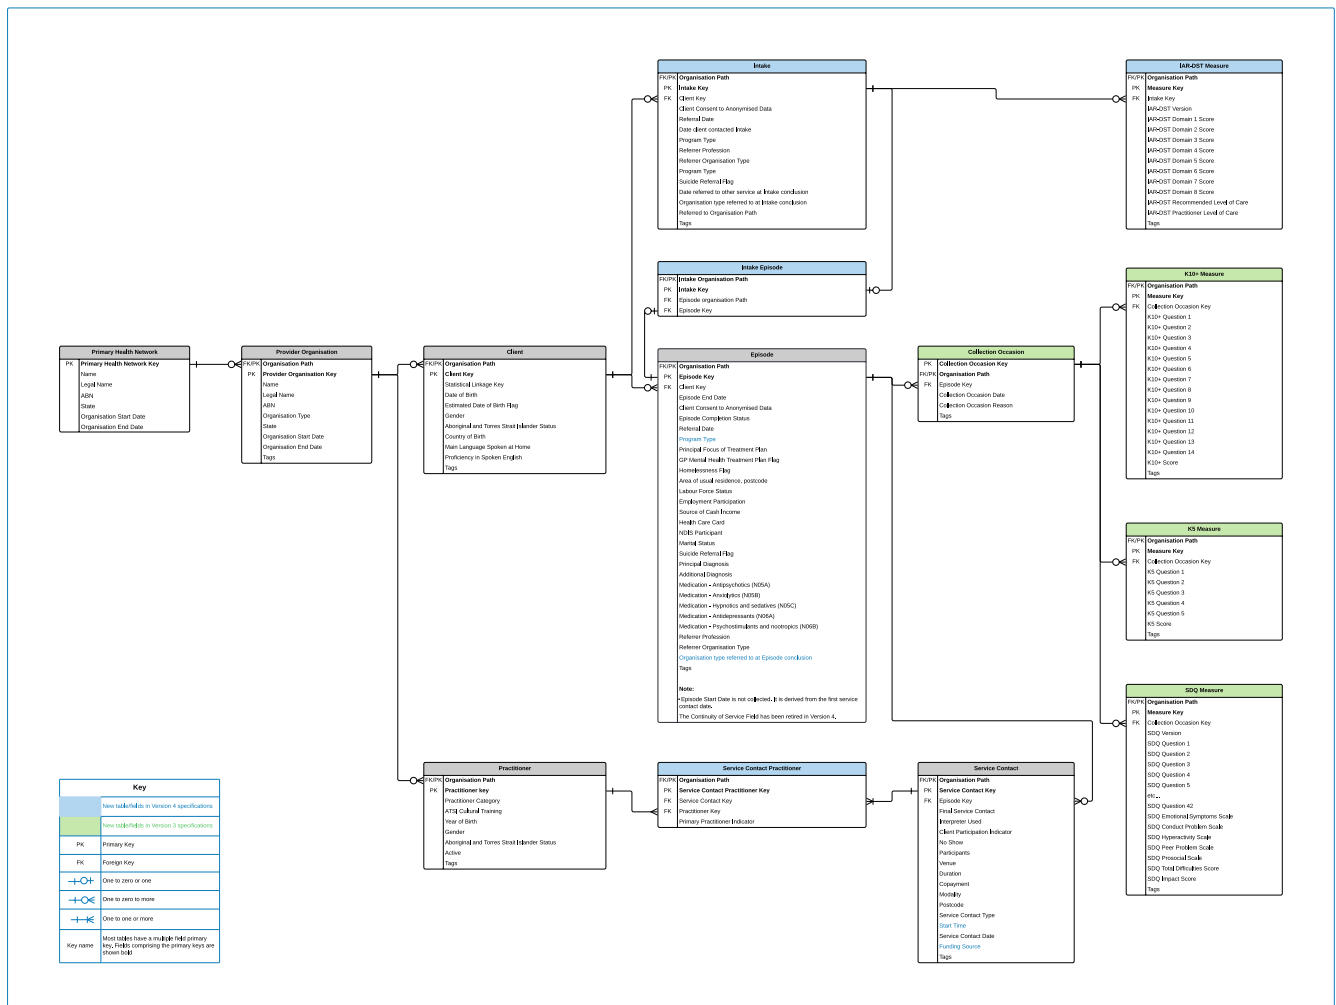 Intake
FK/PK Organisation Path
PK Intake Key
FK Client Key
Client Consent to Anonymised Data
Referral Date
Date client contacted Intake
Program Type
Referrer Profession
Referrer Organisation Type
Program Type
Suicide Referral Flag
Date referred to other service at Intake conclusion
Organisation type referred to at Intake conclusion
Referred to Organisation Path
Tags
IAR-DST Measure
FK/PK Organisation Path
PK Measure Key
FK Intake Key
IAR-DST Version
IAR-DST Domain 1 Score
IAR-DST Domain 2 Score
IAR-DST Domain 3 Score
IAR-DST Domain 4 Score
IAR-DST Domain 5 Score
IAR-DST Domain 6 Score
IAR-DST Domain 7 Score
IAR-DST Domain 8 Score
IAR-DST Recommended Level of Care
IAR-DST Practitioner Level of Care
Tags
Intake Episode
FK/PK Intake Organisation Path
PK Intake Key
FK Episode organisation Path
FK Episode Key
K10+ Measure
FK/PK Organisation Path
PK Measure Key
FK Collection Occasion Key
K10+ Question 1
K10+ Question 2
K10+ Question 3
K10+ Question 4
K10+ Question 5
K10+ Question 6
K10+ Question 7
K10+ Question 8
K10+ Question 9
K10+ Question 10
K10+ Question 11
K10+ Question 12
K10+ Question 13
K10+ Question 14
K10+ Score
Tags
Primary Health Network
PK Primary Health Network Key
Name
Legal Name
ABN
State
Organisation Start Date
Organisation End Date
Provider Organisation
FK/PK Organisation Path
PK Provider Organisation Key
Name
Legal Name
ABN
Organisation Type
State
Organisation Start Date
Organisation End Date
Tags
Client
FK/PK Organisation Path
PK Client Key
Statistical Linkage Key
Date of Birth
Estimated Date of Birth Flag
Gender
Aboriginal and Torres Strait Islander Status
Country of Birth
Main Language Spoken at Home
Proficiency in Spoken English
Tags
Episode
FK/PK Organisation Path
PK Episode Key
FK Client Key
Episode End Date
Client Consent to Anonymised Data
Episode Completion Status
Referral Date
Program Type
Principal Focus of Treatment Plan
GP Mental Health Treatment Plan Flag
Homelessness Flag
Area of usual residence, postcode
Labour Force Status
Employment Participation
Source of Cash Income
Health Care Card
NDIS Participant
Marital Status
Suicide Referral Flag
Principal Diagnosis
Additional Diagnosis
Medication - Antipsychotics (N05A)
Medication - Anxiolytics (N05B)
Medication - Hypnotics and sedatives (N05C)
Medication - Antidepressants (N06A)
Medication - Psychostimulants and nootropics (N06B)
Referrer Profession
Referrer Organisation Type
Organisation type referred to at Episode conclusion
Tags
Note:
• Episode Start Date is not collected. It is derived from the first service
contact date.
The Continuity of Service Field has been retired in Version 4.
Collection Occasion
PK Collection Occasion Key
FK/PK Organisation Path
FK Episode Key
Collection Occasion Date
Collection Occasion Reason
Tags
K5 Measure
FK/PK Organisation Path
PK Measure Key
FK Collection Occasion Key
K5 Question 1
K5 Question 2
K5 Question 3
K5 Question 4
K5 Question 5
K5 Score
Tags
SDQ Measure
FK/PK Organisation Path
PK Measure Key
FK Collection Occasion Key
SDQ Version
SDQ Question 1
SDQ Question 2
SDQ Question 3
SDQ Question 4
SDQ Question 5
etc...
SDQ Question 42
SDQ Emotional Symptoms Scale
SDQ Conduct Problem Scale
SDQ Hyperactivity Scale
SDQ Peer Problem Scale
SDQ Prosocial Scale
SDQ Total Difficulties Score
SDQ Impact Score
Tags
Practitioner
FK/PK Organisation Path
PK Practitioner key
Practitioner Category
ATSI Cultural Training
Year of Birth
Gender
Aboriginal and Torres Strait Islander Status
Active
Tags
Service Contact Practitioner
FK/PK Organisation Path
PK Service Contact Practitioner Key
FK Service Contact Key
FK Practitioner Key
Primary Practitioner Indicator
Service Contact
FK/PK Organisation Path
PK Service Contact Key
FK Episode Key
Final Service Contact
Interpreter Used
Client Participation Indicator
No Show
Participants
Venue
Duration
Copayment
Modality
Postcode
Service Contact Type
Start Time
Service Contact Date
Funding Source
Tags
Key
New table/fields in Version 4 specifications
New table/fields in Version 3 specifications
PK Primary Key
FK Foreign Key
One to zero or one
One to zero to more
One to one or more
Key name
Most tables have a multiple field primary
key. Fields comprising the primary keys are
shown bold